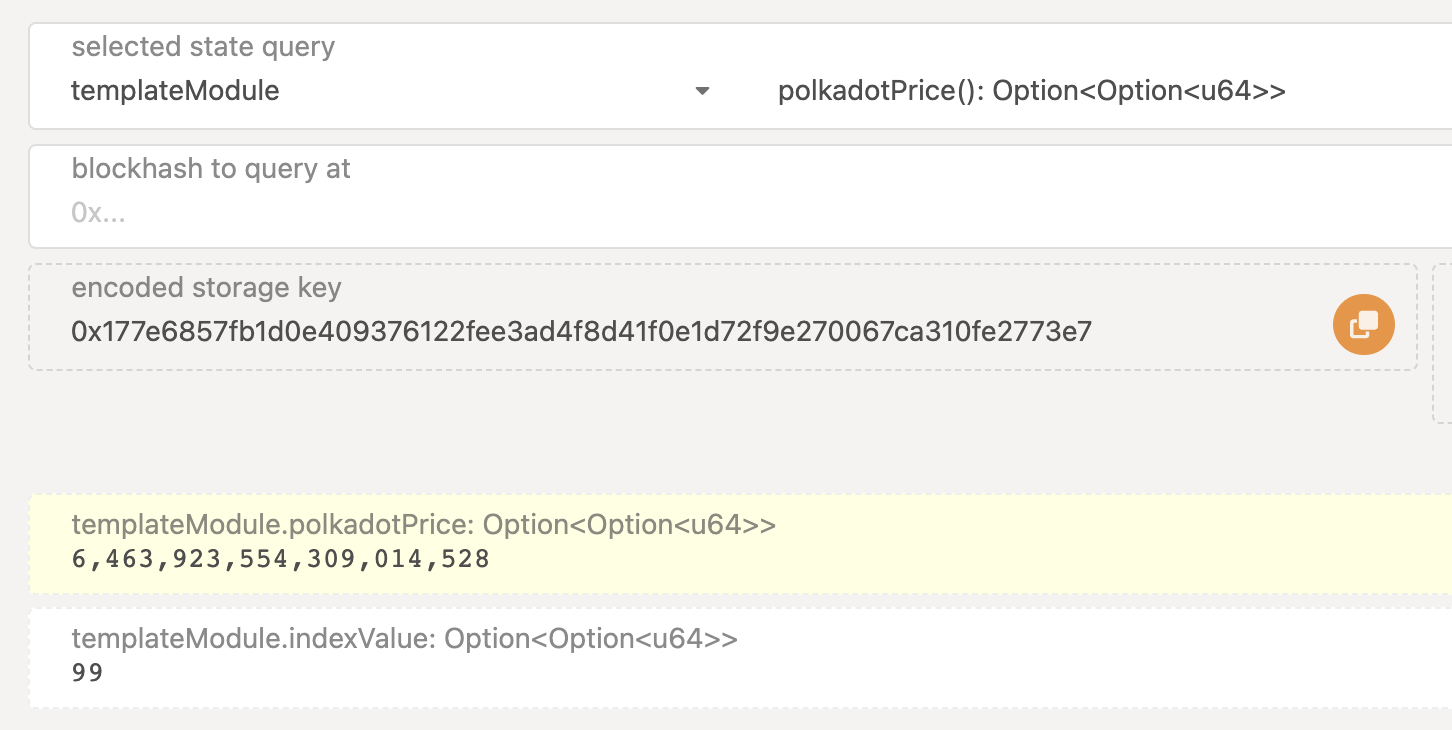 selected state query
templateModule
polkadotPrice(): Option<Option<u64>>
blockhash to query at
0x...
encoded storage key
0x177e6857fb1d0e409376122fee3ad4f8d41f0e1d72f9e270067ca310fe2773e7
templateModule.polkadotPrice: Option<Option<u64>>
6,463,923,554,309,014,528
templateModule.indexValue: Option<Option<u64>>
99